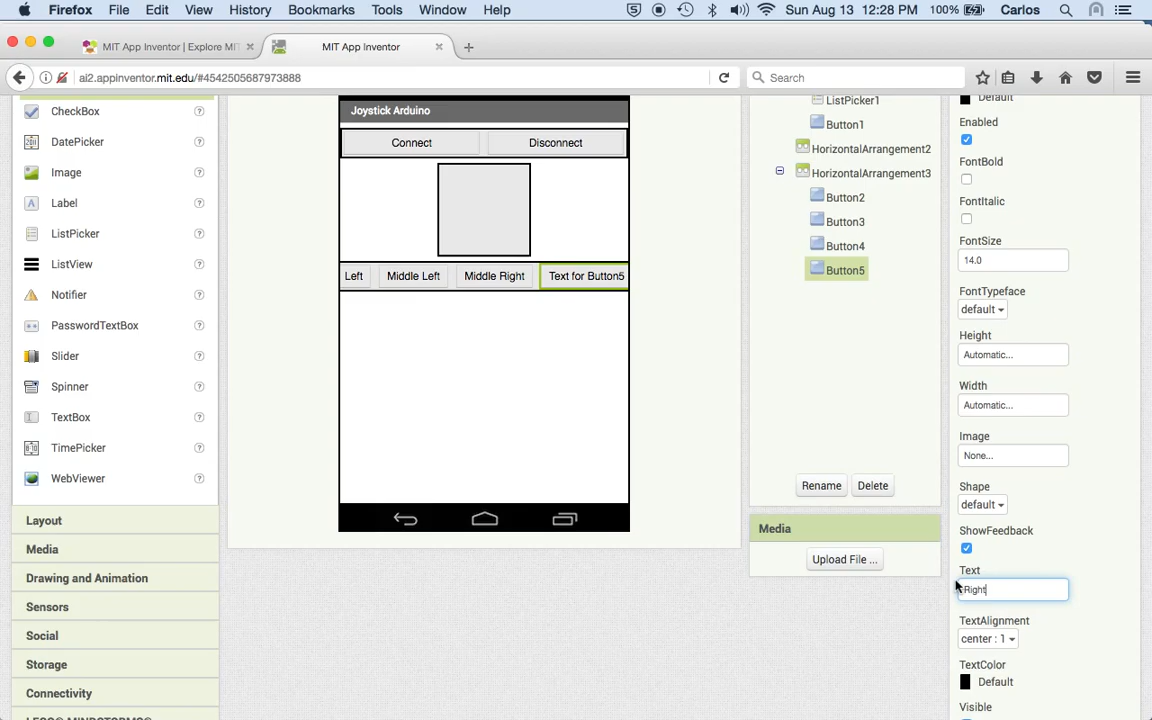 Firefox File Edit View History Bookmarks Tools Window Help
Sun Aug 13 12:28 PM 100% Carlos
MIT App Inventor | Explore MIT
MIT App Inventor
ai2.appinventor.mit.edu/#4542505687973888
Search
CheckBox
DatePicker
Image
Label
ListPicker
ListView
Notifier
PasswordTextBox
Slider
Spinner
TextBox
TimePicker
WebViewer
Layout
Media
Drawing and Animation
Sensors
Social
Storage
Connectivity
LEGO® MINDSTORMS®
Joystick Arduino
Connect
Disconnect
Left
Middle Left
Middle Right
Text for Button5
ListPicker1
Button1
HorizontalArrangement2
HorizontalArrangement3
Button2
Button3
Button4
Button5
Rename
Delete
Media
Upload File ...
Default
Enabled
FontBold
FontItalic
FontSize
14.0
FontTypeface
default
Height
Automatic...
Width
Automatic...
Image
None...
Shape
default
ShowFeedback
Text
Right
TextAlignment
center : 1
TextColor
Default
Visible